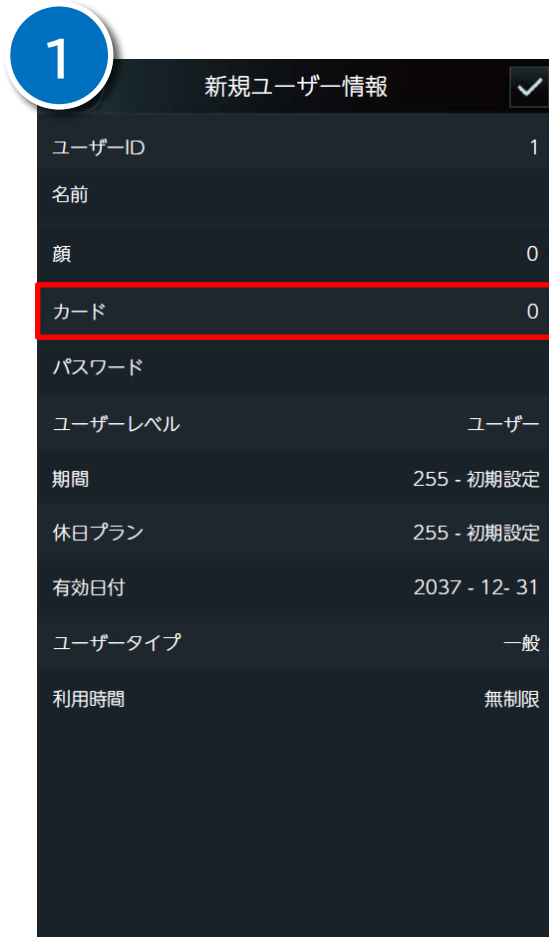 1
新規ユーザー情報
ユーザーID 1
名前
顔 0
カード 0
パスワード
ユーザーレベル ユーザー
期間 255 - 初期設定
休日プラン 255 - 初期設定
有効日付 2037 - 12- 31
ユーザータイプ 一般
利用時間 無制限